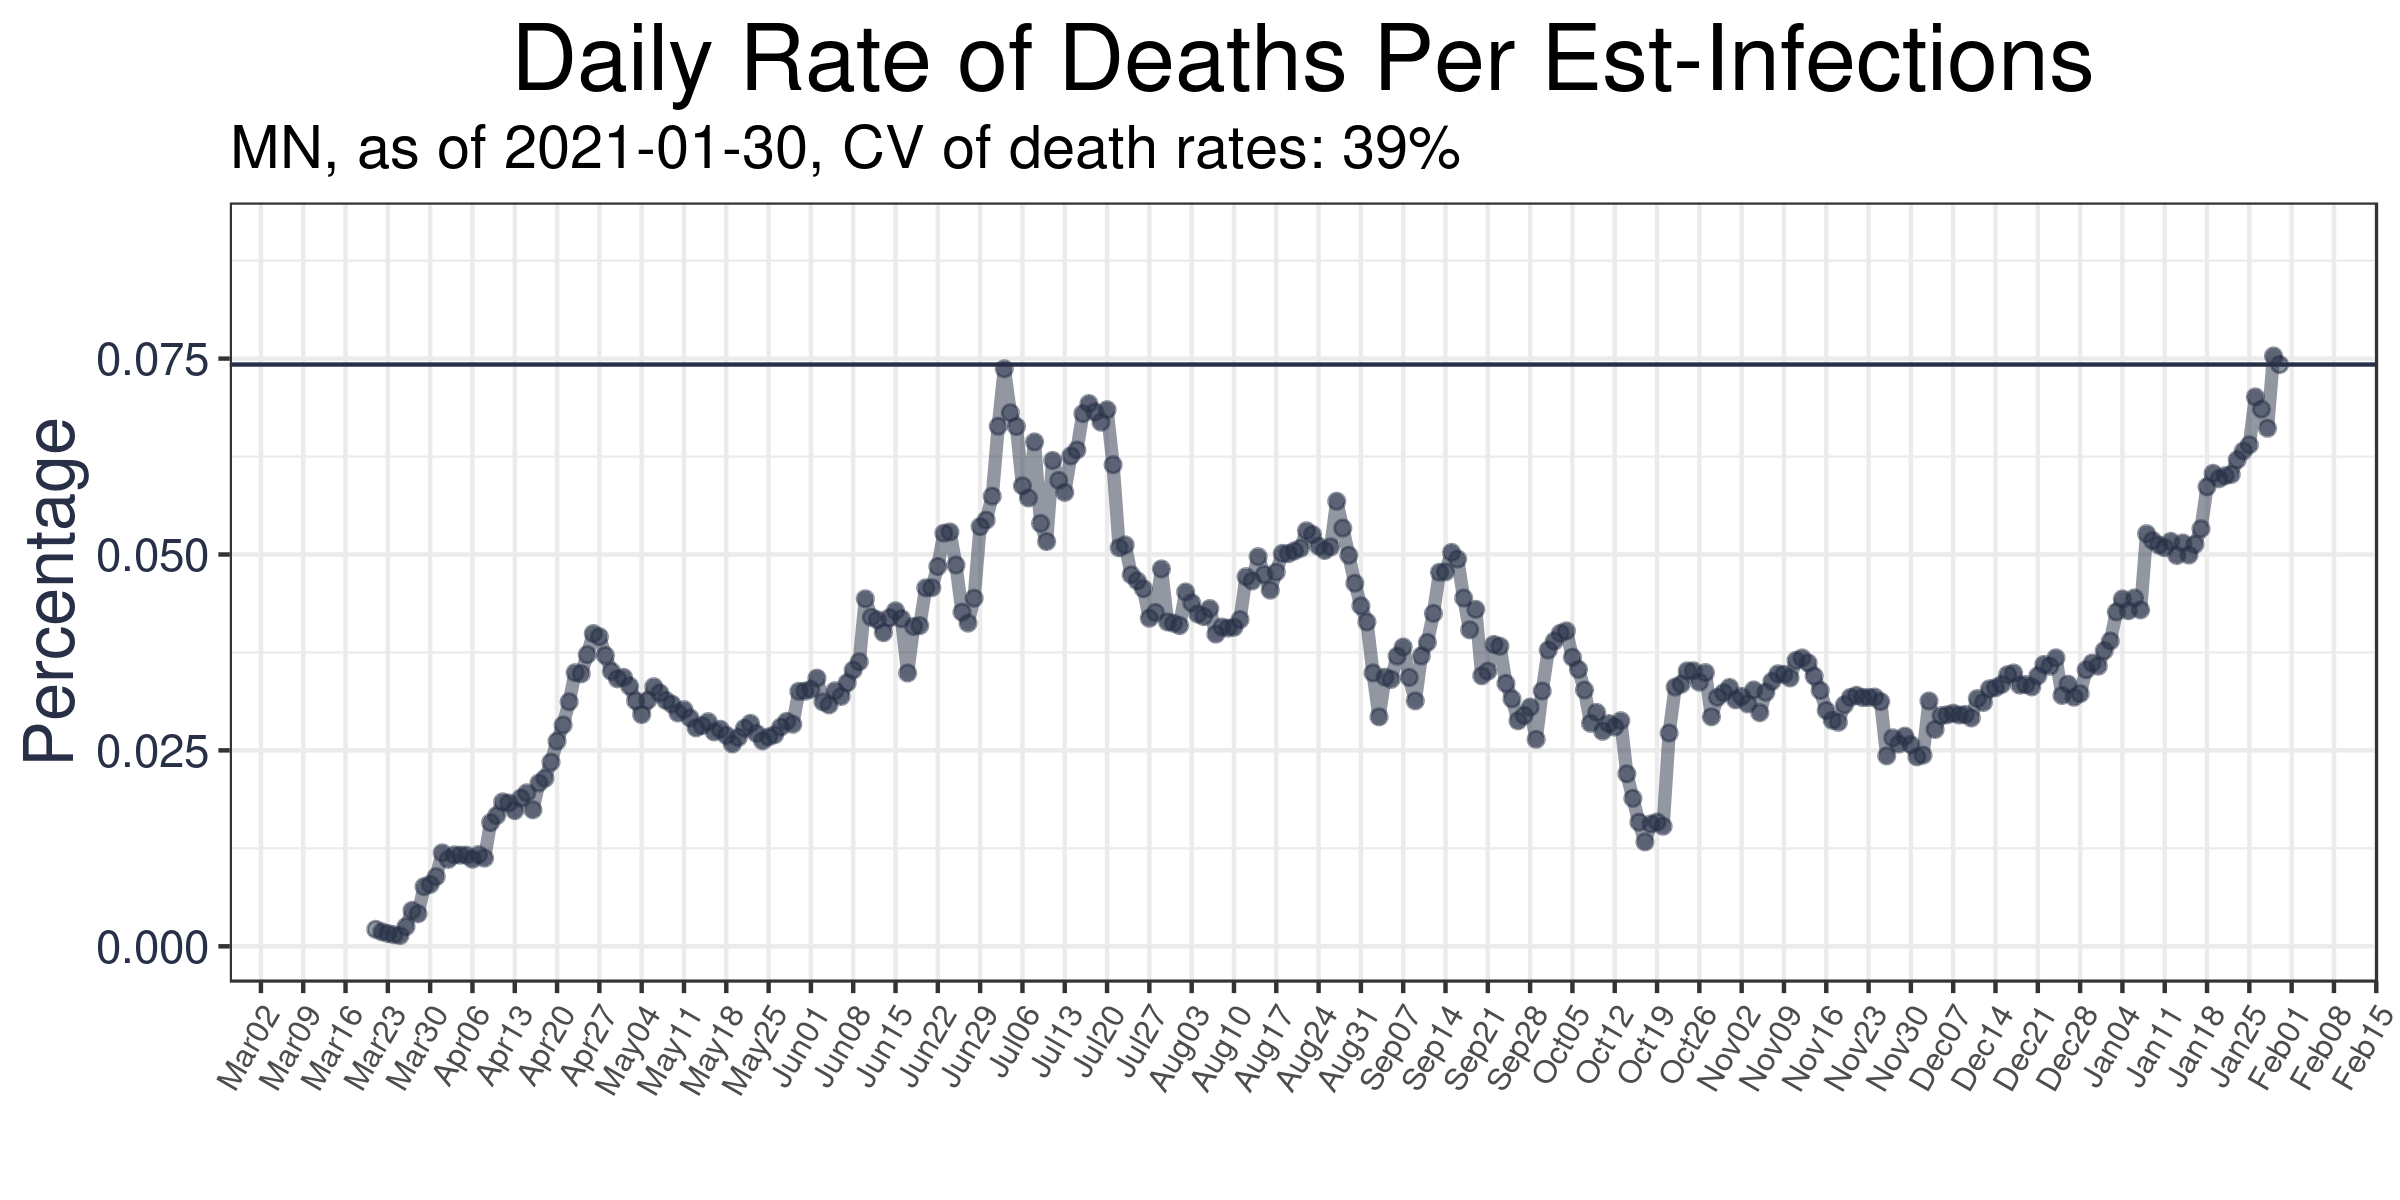 Daily Rate of Deaths Per Est-Infections
MN, as of 2021-01-30, CV of death rates: 39%
Percentage
0.075
0.050
0.025
0.000
Mar02 Mar09 Mar16 Mar23 Mar30 Apr06 Apr13 Apr20 Apr27 May04 May11 May18 May25 Jun01 Jun08 Jun15 Jun22 Jun29 Jul06 Jul13 Jul20 Jul27 Aug03 Aug10 Aug17 Aug24 Aug31 Sep07 Sep14 Sep21 Sep28 Oct05 Oct12 Oct19 Oct26 Nov02 Nov09 Nov16 Nov23 Nov30 Dec07 Dec14 Dec21 Dec28 Jan04 Jan11 Jan18 Jan25 Feb01 Feb08 Feb15